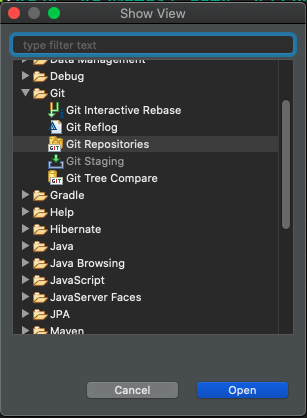 Show View
type filter text
Data Management
Debug
Git
Git Interactive Rebase
Git Reflog
Git Repositories
Git Staging
Git Tree Compare
Gradle
Help
Hibernate
Java
Java Browsing
JavaScript
JavaServer Faces
JPA
Maven
Cancel
Open